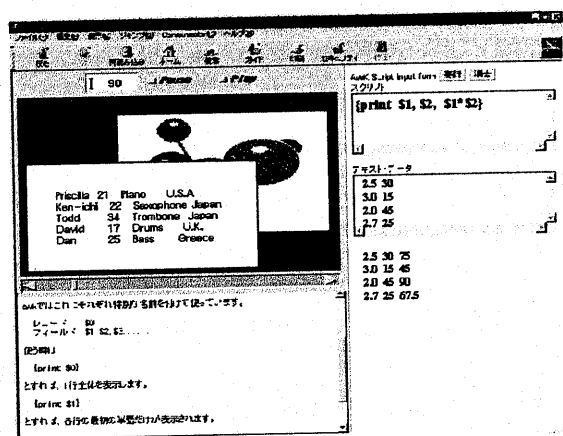 90
Pause
Play
Priscilla 21 Piano U.S.A
Ken-ichi 22 Saxophone Japan
Todd 34 Trombone Japan
David 17 Drums U.K.
Dan 25 Bass Greece
Awk Script Input Form 実行 消去
スクリプト
{print $1, $2, $1*$2}
テキスト・データ
2.5 30
3.0 15
2.0 45
2.7 25
2.5 30 75
3.0 15 45
2.0 45 90
2.7 25 67.5
awkではこれ それぞれ特別な名前を付けて使っています。
レコード $0
フィールド $1 $2, $3
{print $0}
とすれば、1行全体を表示します。
{print $1}
とすれば、各行の最初の単語だけが表示されます。